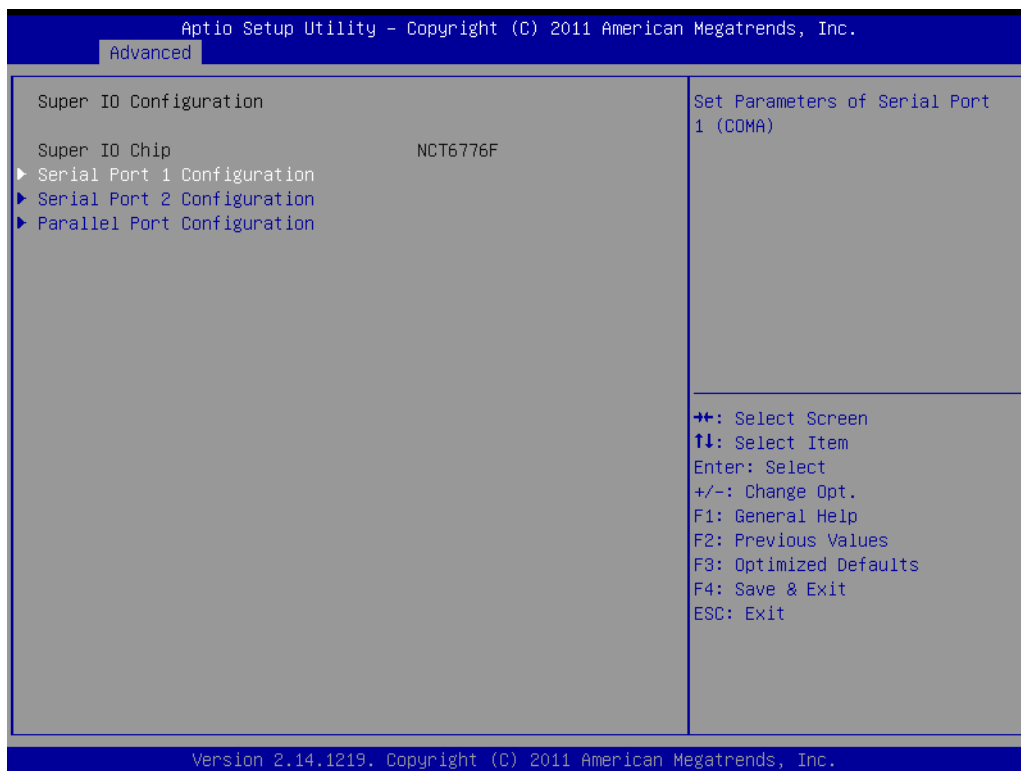 Aptio Setup Utility – Copyright (C) 2011 American Megatrends, Inc.
Advanced
Super IO Configuration
Super IO Chip NCT6776F
▶ Serial Port 1 Configuration
▶ Serial Port 2 Configuration
▶ Parallel Port Configuration
Set Parameters of Serial Port
1 (COMA)
→←: Select Screen
↑↓: Select Item
Enter: Select
+/-: Change Opt.
F1: General Help
F2: Previous Values
F3: Optimized Defaults
F4: Save & Exit
ESC: Exit
Version 2.14.1219. Copyright (C) 2011 American Megatrends, Inc.